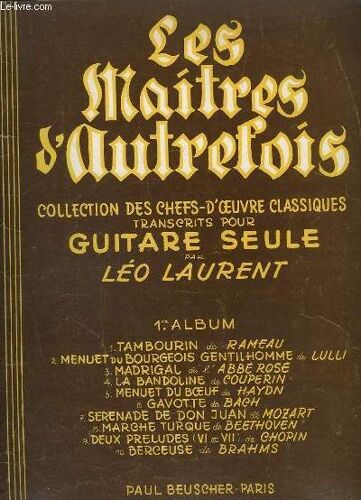 Le-livre.com
Les
Maîtres
d'Autrefois
COLLECTION DES CHEFS-D'ŒUVRE CLASSIQUES
TRANSCRITS POUR
GUITARE SEULE
PAR
LÉO LAURENT
1er ALBUM
1. TAMBOURIN de RAMEAU
2. MENUET DU BOURGEOIS GENTILHOMME de LULLI
3. MADRIGAL de l'ABBÉ ROSE
4. LA BANDOLINE de COUPERIN
5. MENUET DU BŒUF de HAYDN
6. GAVOTTE de BACH
7. SERENADE DE DON JUAN de MOZART
8. MARCHE TURQUE de BEETHOVEN
9. DEUX PRELUDES (VI et VII) de CHOPIN
10. BERCEUSE de BRAHMS
PAUL BEUSCHER - PARIS